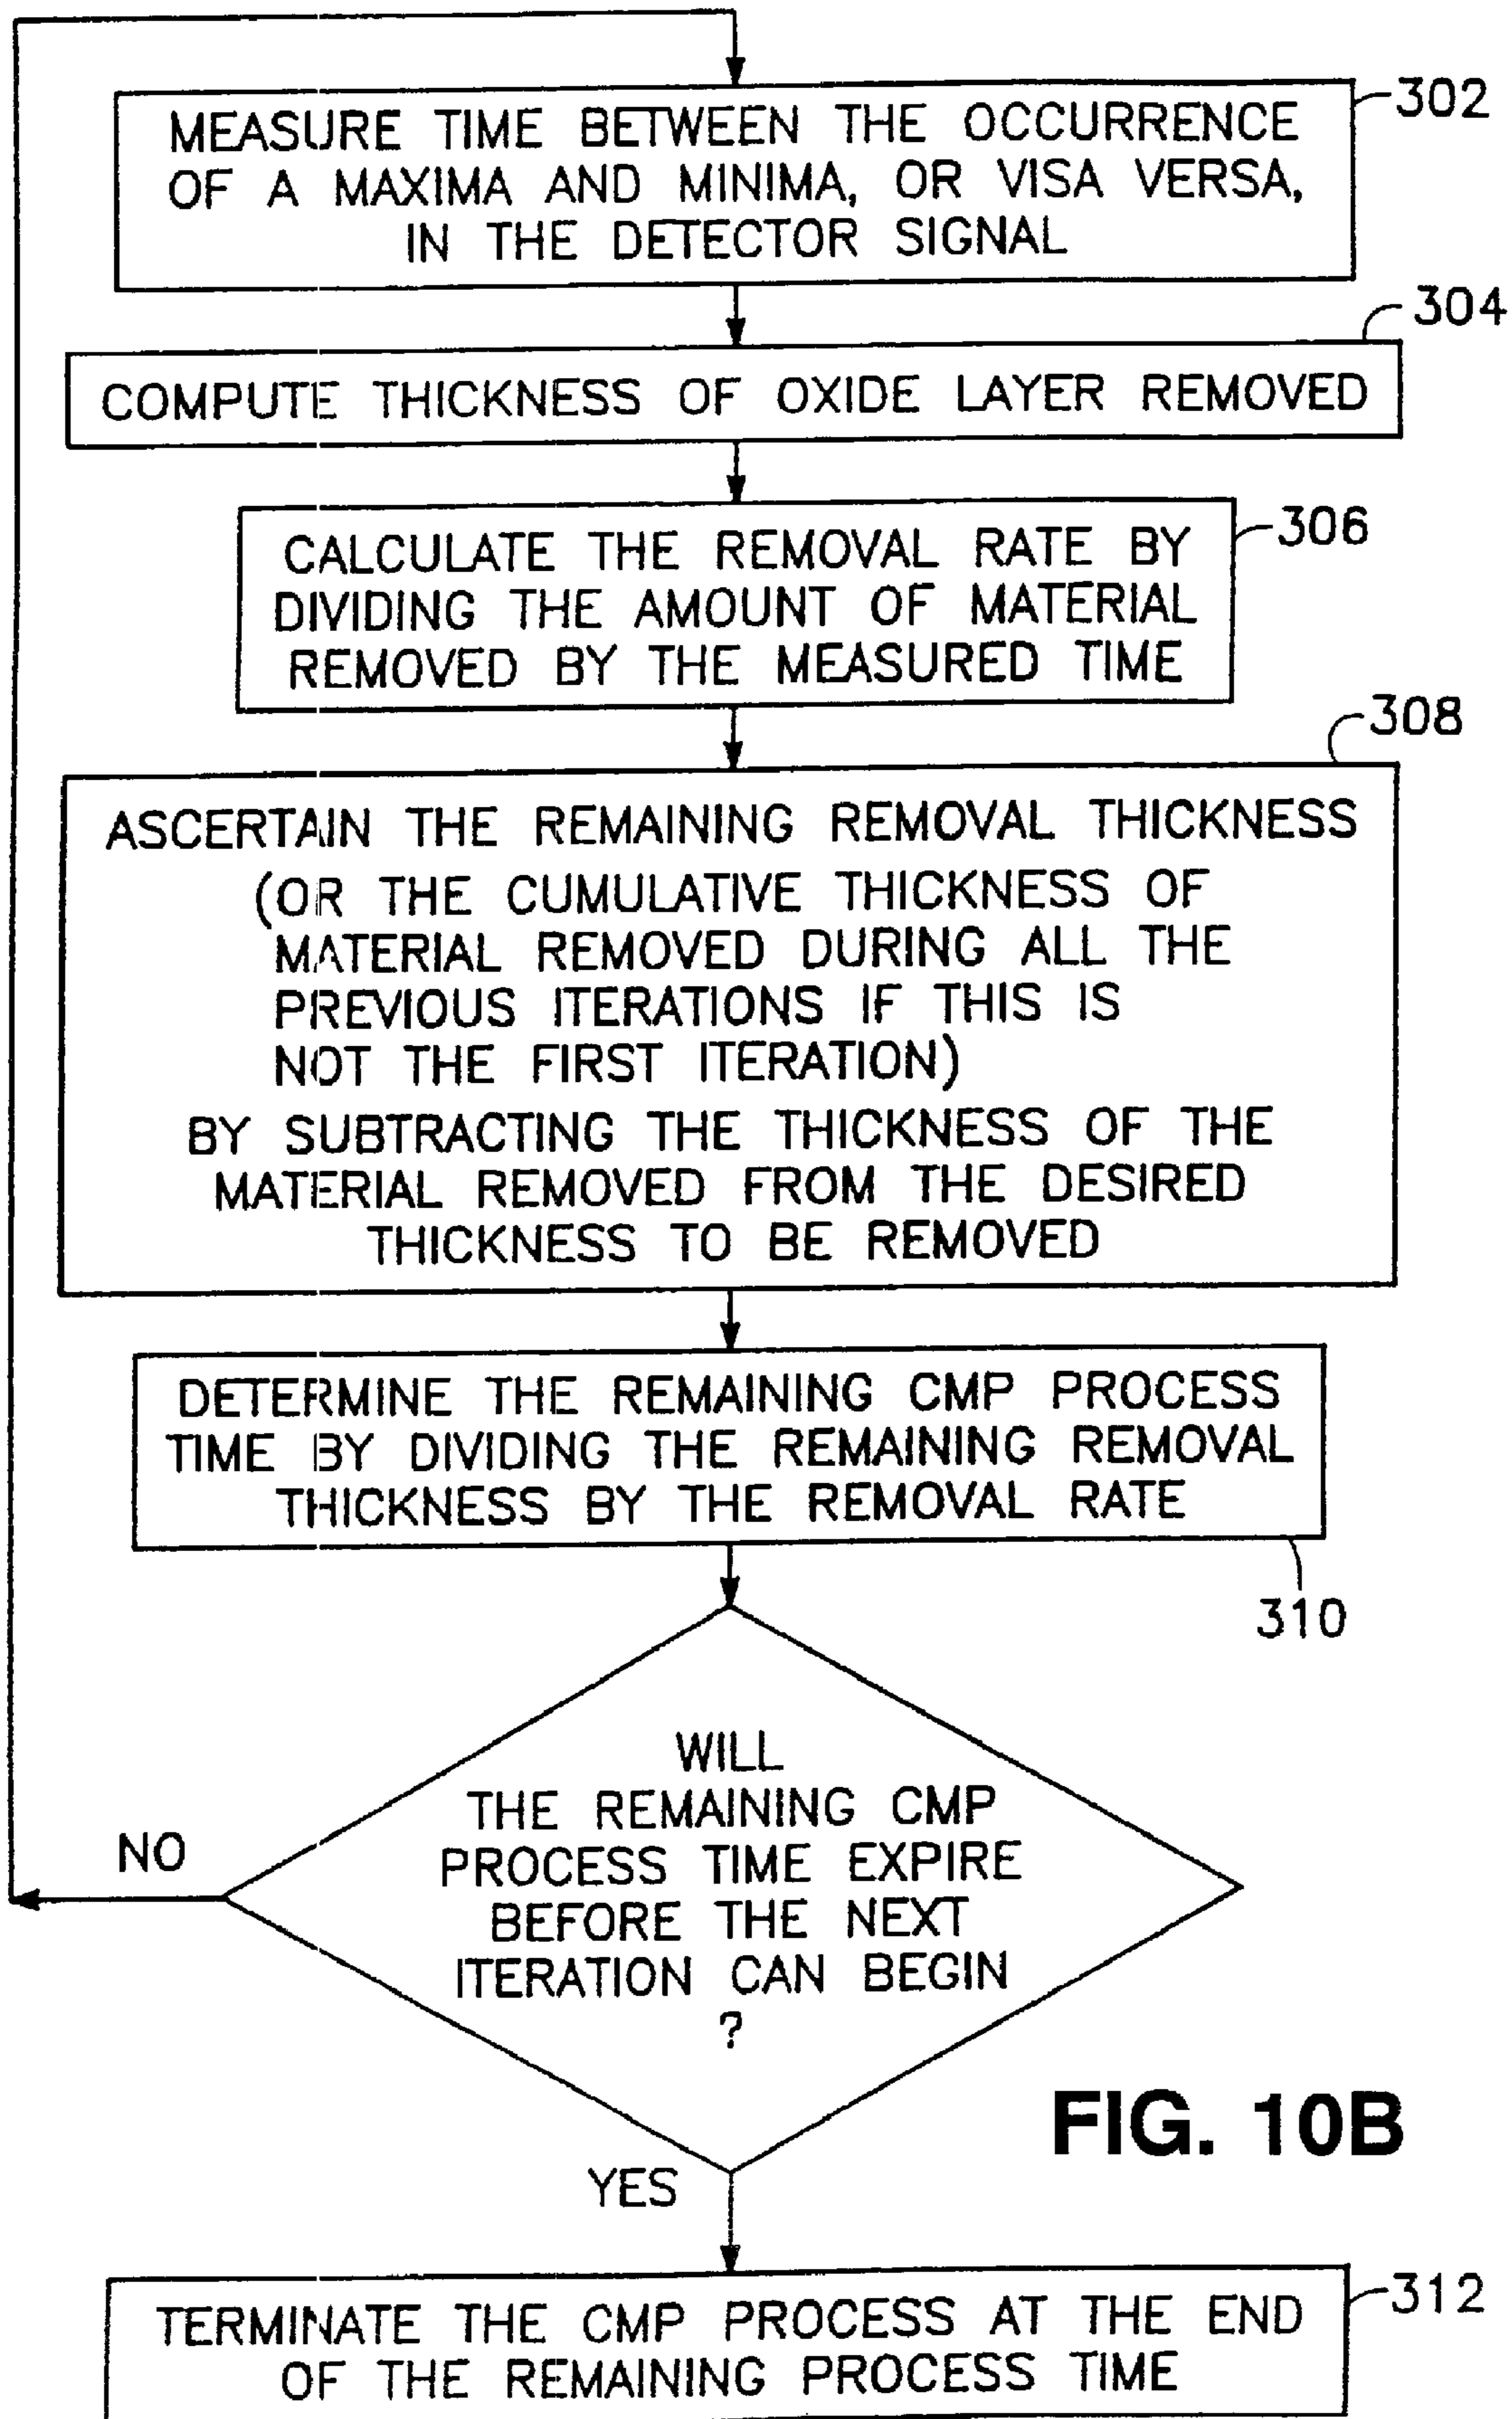 302
MEASURE TIME BETWEEN THE OCCURRENCE
OF A MAXIMA AND MINIMA, OR VISA VERSA,
IN THE DETECTOR SIGNAL
304
COMPUTE THICKNESS OF OXIDE LAYER REMOVED
306
CALCULATE THE REMOVAL RATE BY
DIVIDING THE AMOUNT OF MATERIAL
REMOVED BY THE MEASURED TIME
308
ASCERTAIN THE REMAINING REMOVAL THICKNESS
(OR THE CUMULATIVE THICKNESS OF
MATERIAL REMOVED DURING ALL THE
PREVIOUS ITERATIONS IF THIS IS
NOT THE FIRST ITERATION)
BY SUBTRACTING THE THICKNESS OF THE
MATERIAL REMOVED FROM THE DESIRED
THICKNESS TO BE REMOVED
DETERMINE THE REMAINING CMP PROCESS
TIME BY DIVIDING THE REMAINING REMOVAL
THICKNESS BY THE REMOVAL RATE
310
WILL
THE REMAINING CMP
PROCESS TIME EXPIRE
BEFORE THE NEXT
ITERATION CAN BEGIN
?
NO
FIG. 10B
YES
312
TERMINATE THE CMP PROCESS AT THE END
OF THE REMAINING PROCESS TIME